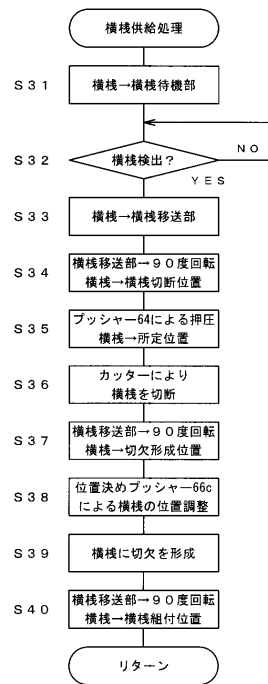 横桟供給処理
S31
横桟→横桟待機部
S32
横桟検出？
NO
YES
S33
横桟→横桟移送部
S34
横桟移送部→90度回転
横桟→横桟切断位置
S35
プッシャー64による押圧
横桟→所定位置
S36
カッターにより
横桟を切断
S37
横桟移送部→90度回転
横桟→切欠形成位置
S38
位置決めプッシャー66c
による横桟の位置調整
S39
横桟に切欠を形成
S40
横桟移送部→90度回転
横桟→横桟組付位置
リターン